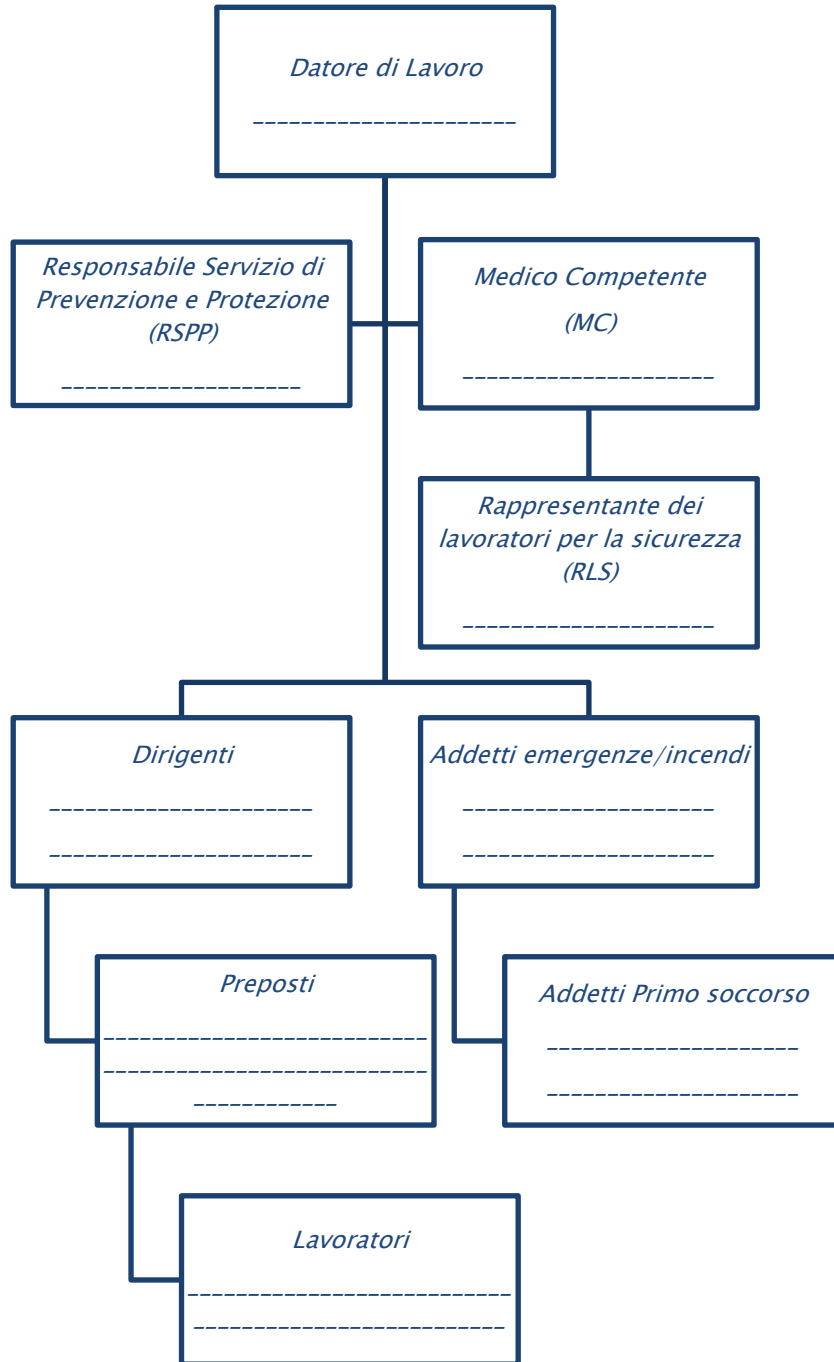 Datore di Lavoro
______________________
Responsabile Servizio di
Prevenzione e Protezione
(RSPP)
____________________
Medico Competente
(MC)
_____________________
Rappresentante dei
lavoratori per la sicurezza
(RLS)
_____________________
Dirigenti
______________________
______________________
Addetti emergenze/incendi
_____________________
_____________________
Preposti
___________________________
___________________________
____________
Addetti Primo soccorso
_____________________
_____________________
Lavoratori
___________________________
__________________________